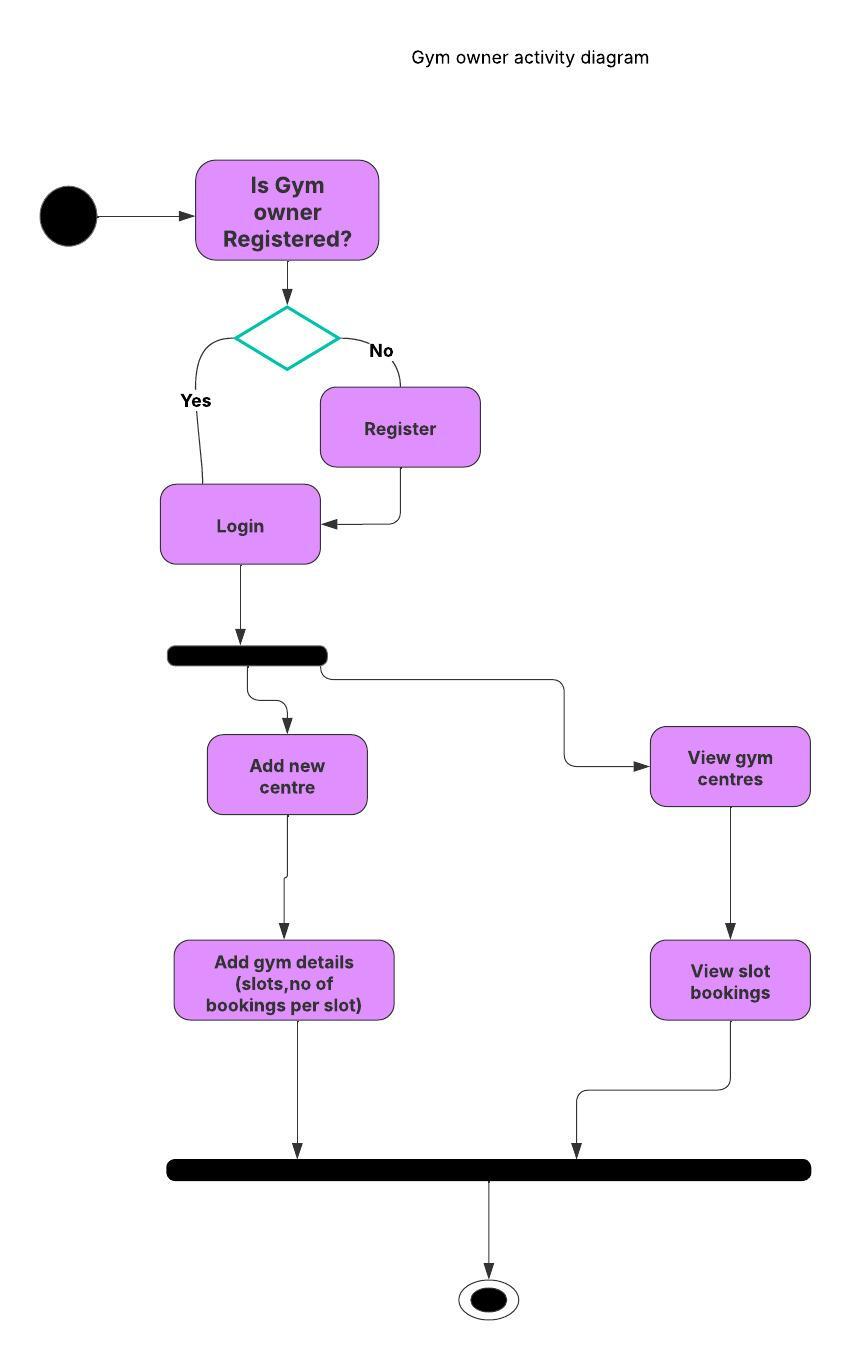 Gym owner activity diagram
Is Gym
owner
Registered?
No
Yes
Register
Login
Add new
centre
View gym
centres
Add gym details
(slots,no of
bookings per slot)
View slot
bookings